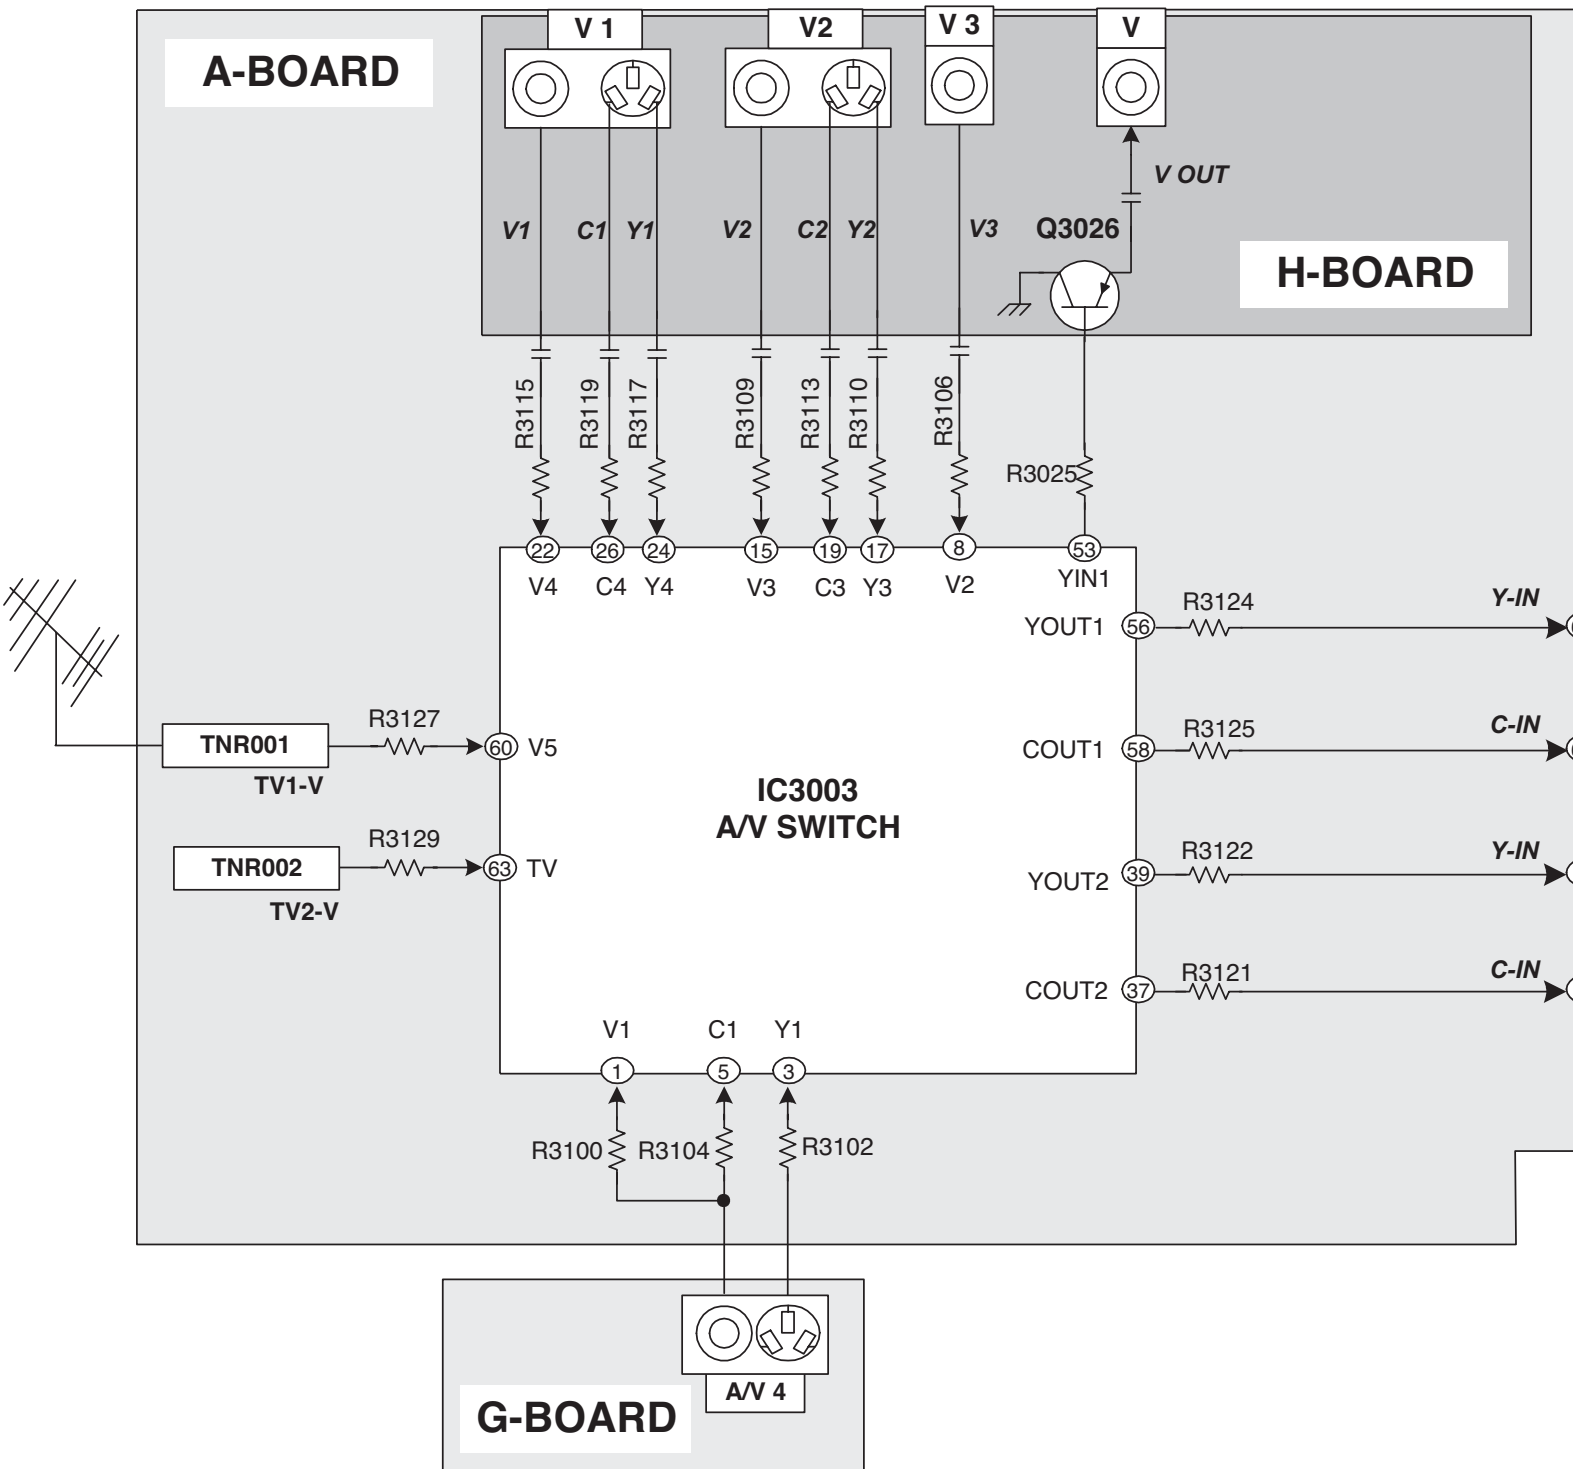 V 1
V2
V 3
V
A-BOARD
V OUT
V1
C1
Y1
V2
C2
Y2
V3
Q3026
H-BOARD
R3115
R3119
R3117
R3109
R3113
R3110
R3106
R3025
22
26
24
15
19
17
8
53
V4
C4
Y4
V3
C3
Y3
V2
YIN1
YOUT1
56
R3124
Y-IN
TNR001
TV1-V
R3127
60
V5
COUT1
58
R3125
C-IN
IC3003
A/V SWITCH
TNR002
TV2-V
R3129
63
TV
YOUT2
39
R3122
Y-IN
COUT2
37
R3121
C-IN
V1
C1
Y1
1
5
3
R3100
R3104
R3102
A/V 4
G-BOARD